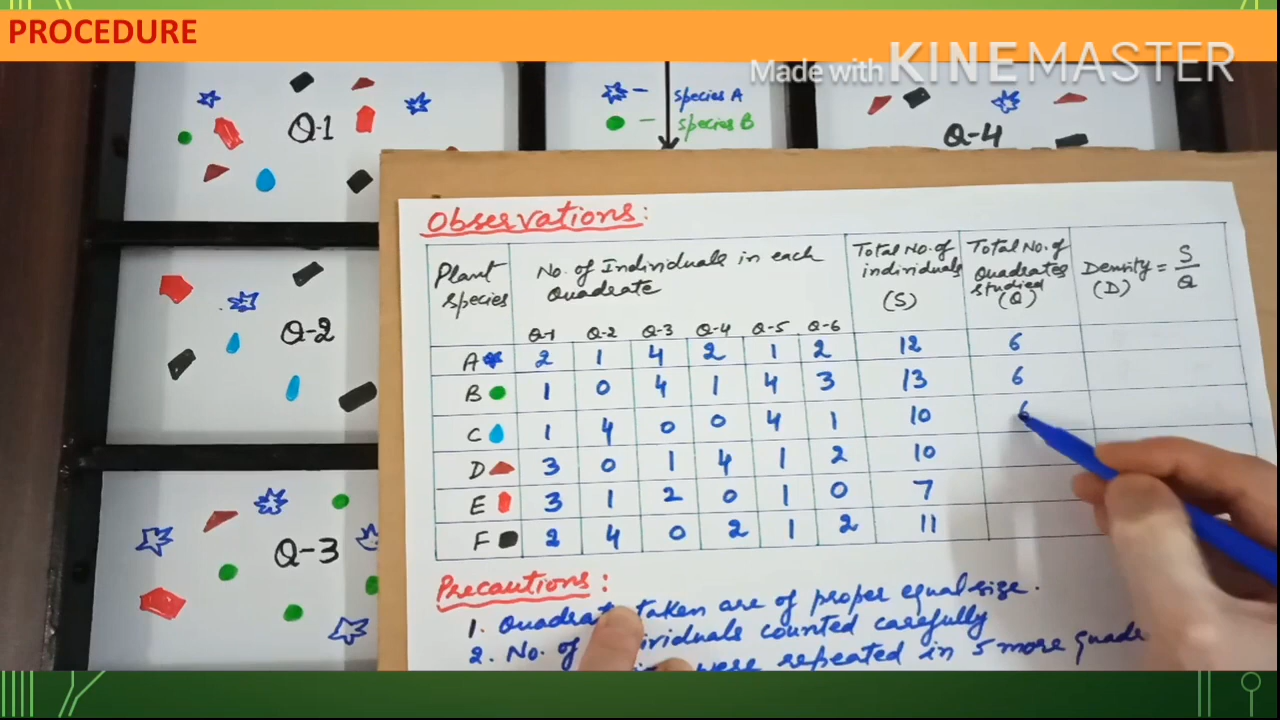 PROCEDURE
Made with KINEMASTER
Q-1
species A
species B
Q-4
Q-2
Q-3
Observations:
Plant species
No. of Individuals in each Quadrate
Total No. of individuals (S)
Total No. of Quadrates studied (Q)
Density = S/Q (D)
Q-1 Q-2 Q-3 Q-4 Q-5 Q-6
A 2 1 4 2 1 2 12 6
B 1 0 4 1 4 3 13 6
C 1 4 0 0 4 1 10 6
D 3 0 1 4 1 2 10
E 3 1 2 0 1 0 7
F 2 4 0 2 1 2 11
Precautions:
1. taken are of proper equal size.
2. No. of counted carefully
were repeated in 5 more